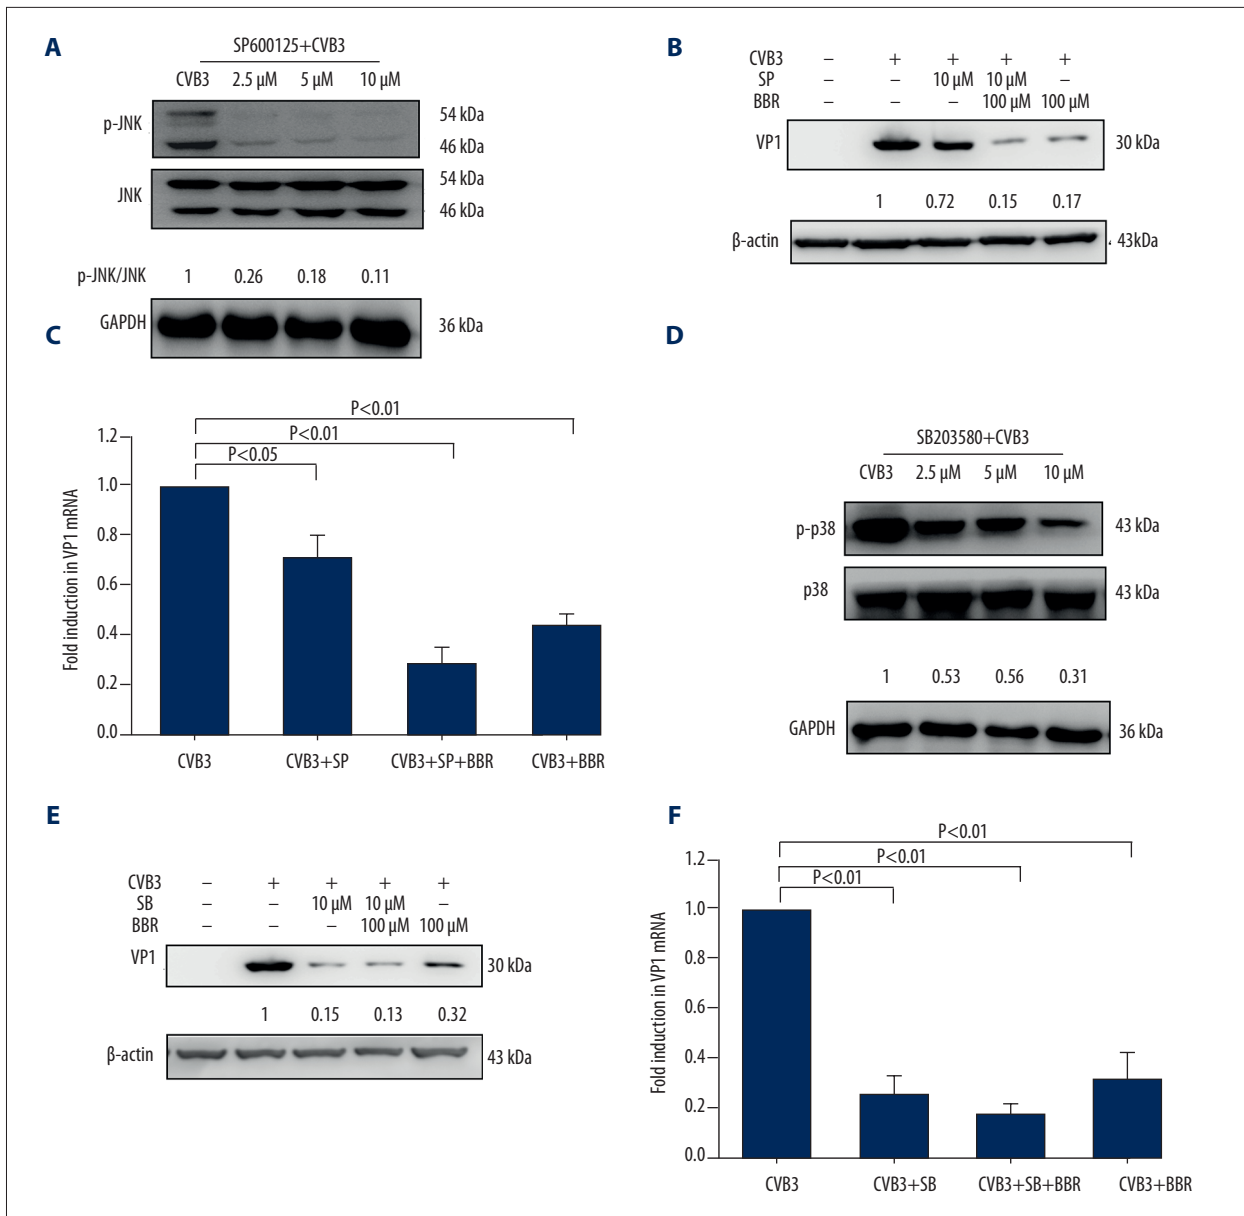 A
SP600125+CVB3
CVB3 2.5 µM 5 µM 10 µM
p-JNK
54 kDa
46 kDa
JNK
54 kDa
46 kDa
p-JNK/JNK 1 0.26 0.18 0.11
GAPDH 36 kDa
B
CVB3 – + + + +
SP – – 10 µM 10 µM –
BBR – – – 100 µM 100 µM
VP1 30 kDa
1 0.72 0.15 0.17
β-actin 43kDa
C
P<0.01
P<0.01
P<0.05
Fold induction in VP1 mRNA
1.2
1.0
0.8
0.6
0.4
0.2
0.0
CVB3 CVB3+SP CVB3+SP+BBR CVB3+BBR
D
SB203580+CVB3
CVB3 2.5 µM 5 µM 10 µM
p-p38 43 kDa
p38 43 kDa
1 0.53 0.56 0.31
GAPDH 36 kDa
E
CVB3 – + + + +
SB – – 10 µM 10 µM –
BBR – – – 100 µM 100 µM
VP1 30 kDa
1 0.15 0.13 0.32
β-actin 43 kDa
F
P<0.01
P<0.01
P<0.01
Fold induction in VP1 mRNA
1.2
1.0
0.8
0.6
0.4
0.2
0.0
CVB3 CVB3+SB CVB3+SB+BBR CVB3+BBR